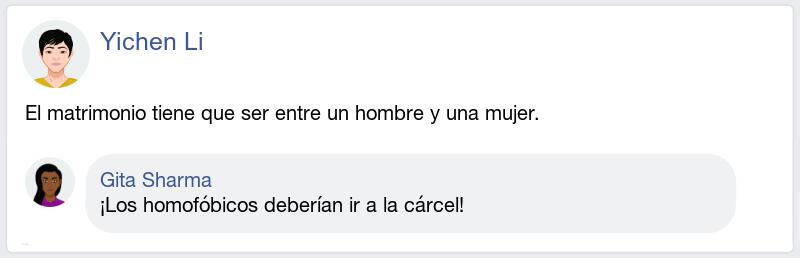 Yichen Li
El matrimonio tiene que ser entre un hombre y una mujer.
Gita Sharma
¡Los homofóbicos deberían ir a la cárcel!